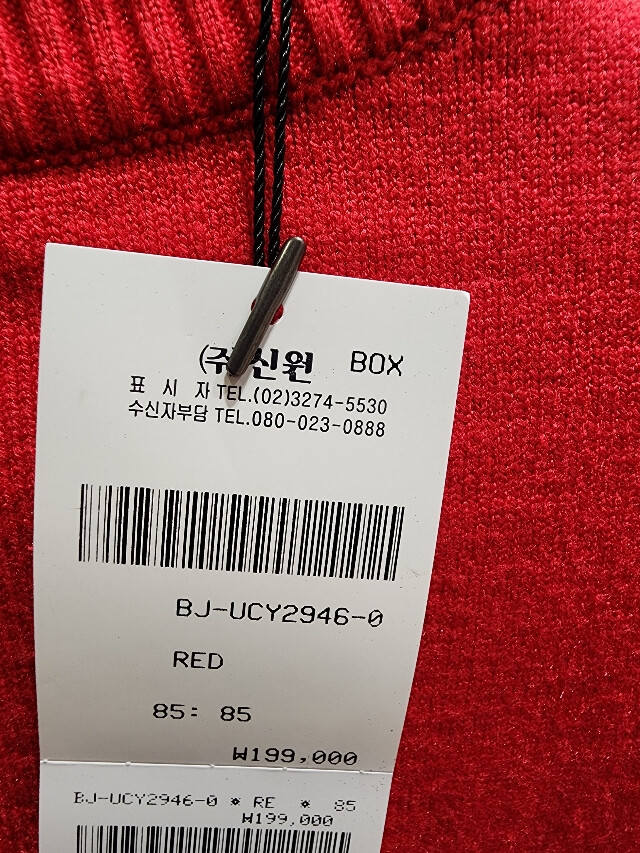 (주)신원 BOX
표 시 자 TEL.(02)3274-5530
수신자부담 TEL.080-023-0888
BJ-UCY2946-0
RED
85: 85
₩199,000
BJ-UCY2946-0 * RE * 85
₩199,000